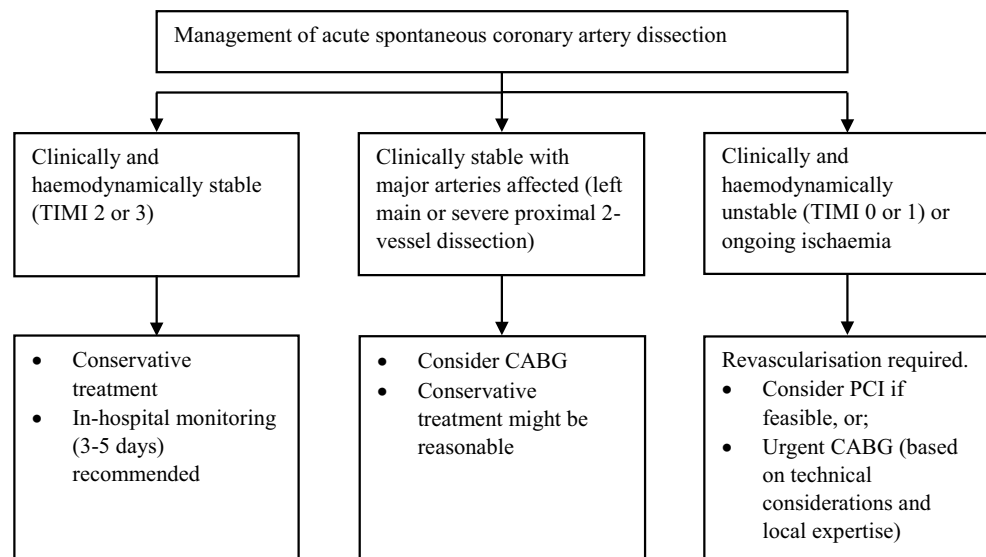 Management of acute spontaneous coronary artery dissection
Clinically and
haemodynamically stable
(TIMI 2 or 3)
Clinically stable with
major arteries affected (left
main or severe proximal 2-
vessel dissection)
Clinically and
haemodynamically
unstable (TIMI 0 or 1) or
ongoing ischaemia
• Conservative
treatment
• In-hospital monitoring
(3-5 days)
recommended
• Consider CABG
• Conservative
treatment might be
reasonable
Revascularisation required.
• Consider PCI if
feasible, or;
• Urgent CABG (based
on technical
considerations and
local expertise)